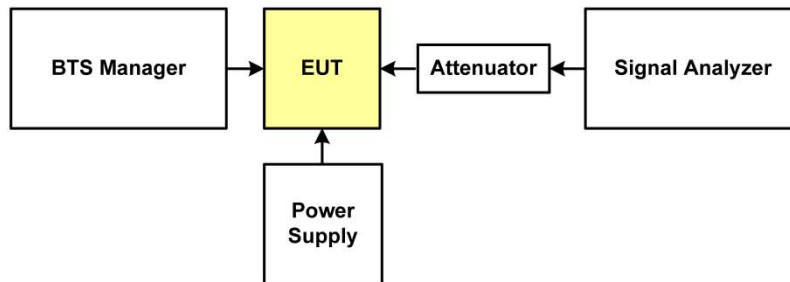 BTS Manager
EUT
Attenuator
Signal Analyzer
Power
Supply